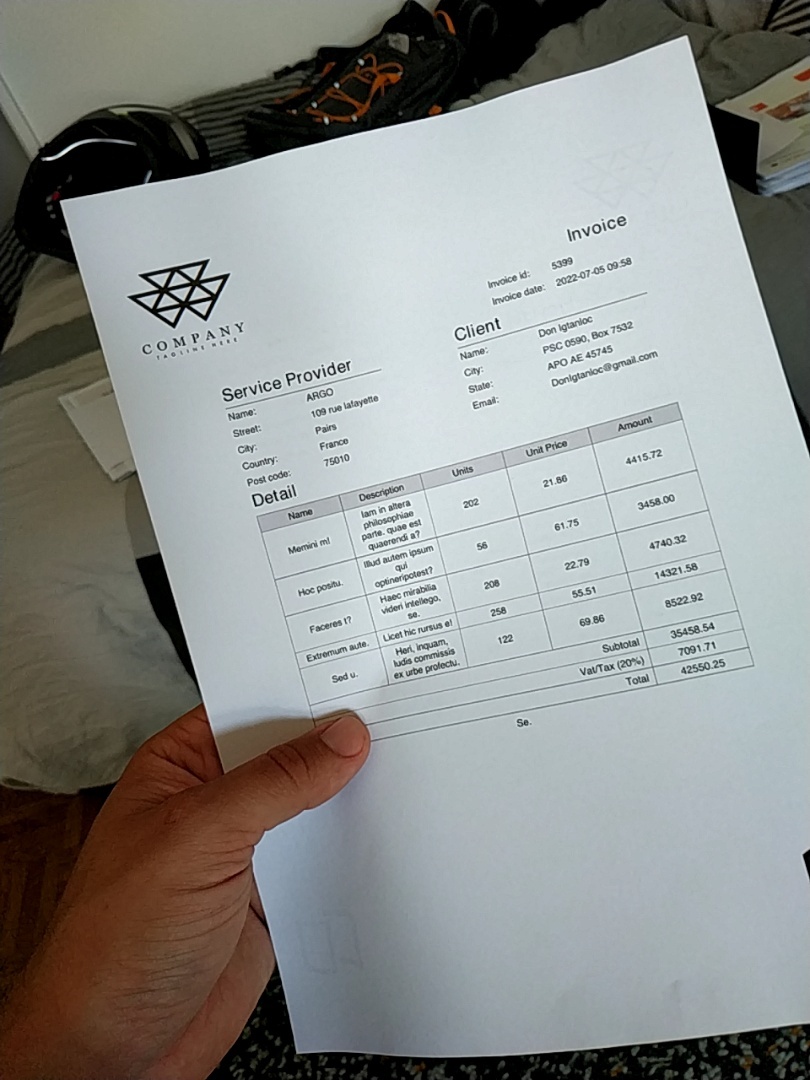 Invoice
Invoice id: 5399
Invoice date: 2022-07-05 09:58
COMPANY
TAGLINE HERE
Service Provider
Name: ARGO
Street: 109 rue lafayette
City: Pairs
Country: France
Post code: 75010
Client
Name: Don Igtanloc
City: PSC 0590, Box 7532
State: APO AE 45745
Email: DonIgtanloc@gmail.com
Detail
Name Description Units Unit Price Amount
Memini m! Iam in altera philosophiae parte. quae est quaerendi a? 202 21.86 4415.72
Hoc positu. Illud autem ipsum qui optineripotest? 56 61.75 3458.00
Faceres t? Haec mirabilia videri intellego, se. 208 22.79 4740.32
Extremum aute. Licet hic rursus e! 258 55.51 14321.58
Sed u. Heri, inquam, ludis commissis ex urbe profectu. 122 69.86 8522.92
Subtotal 35458.54
Vat/Tax (20%) 7091.71
Total 42550.25
Se.